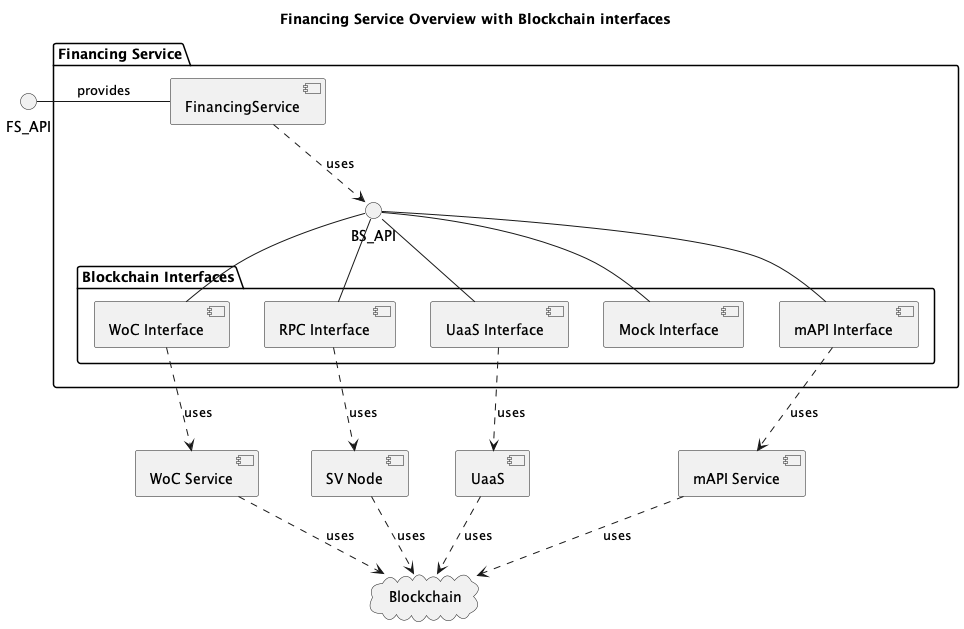 Financing Service Overview with Blockchain interfaces
Financing Service
provides
FinancingService
FS_API
uses
BS_API
Blockchain Interfaces
WoC Interface
RPC Interface
UaaS Interface
Mock Interface
mAPI Interface
uses
uses
uses
uses
WoC Service
SV Node
UaaS
mAPI Service
uses
uses
uses
uses
Blockchain